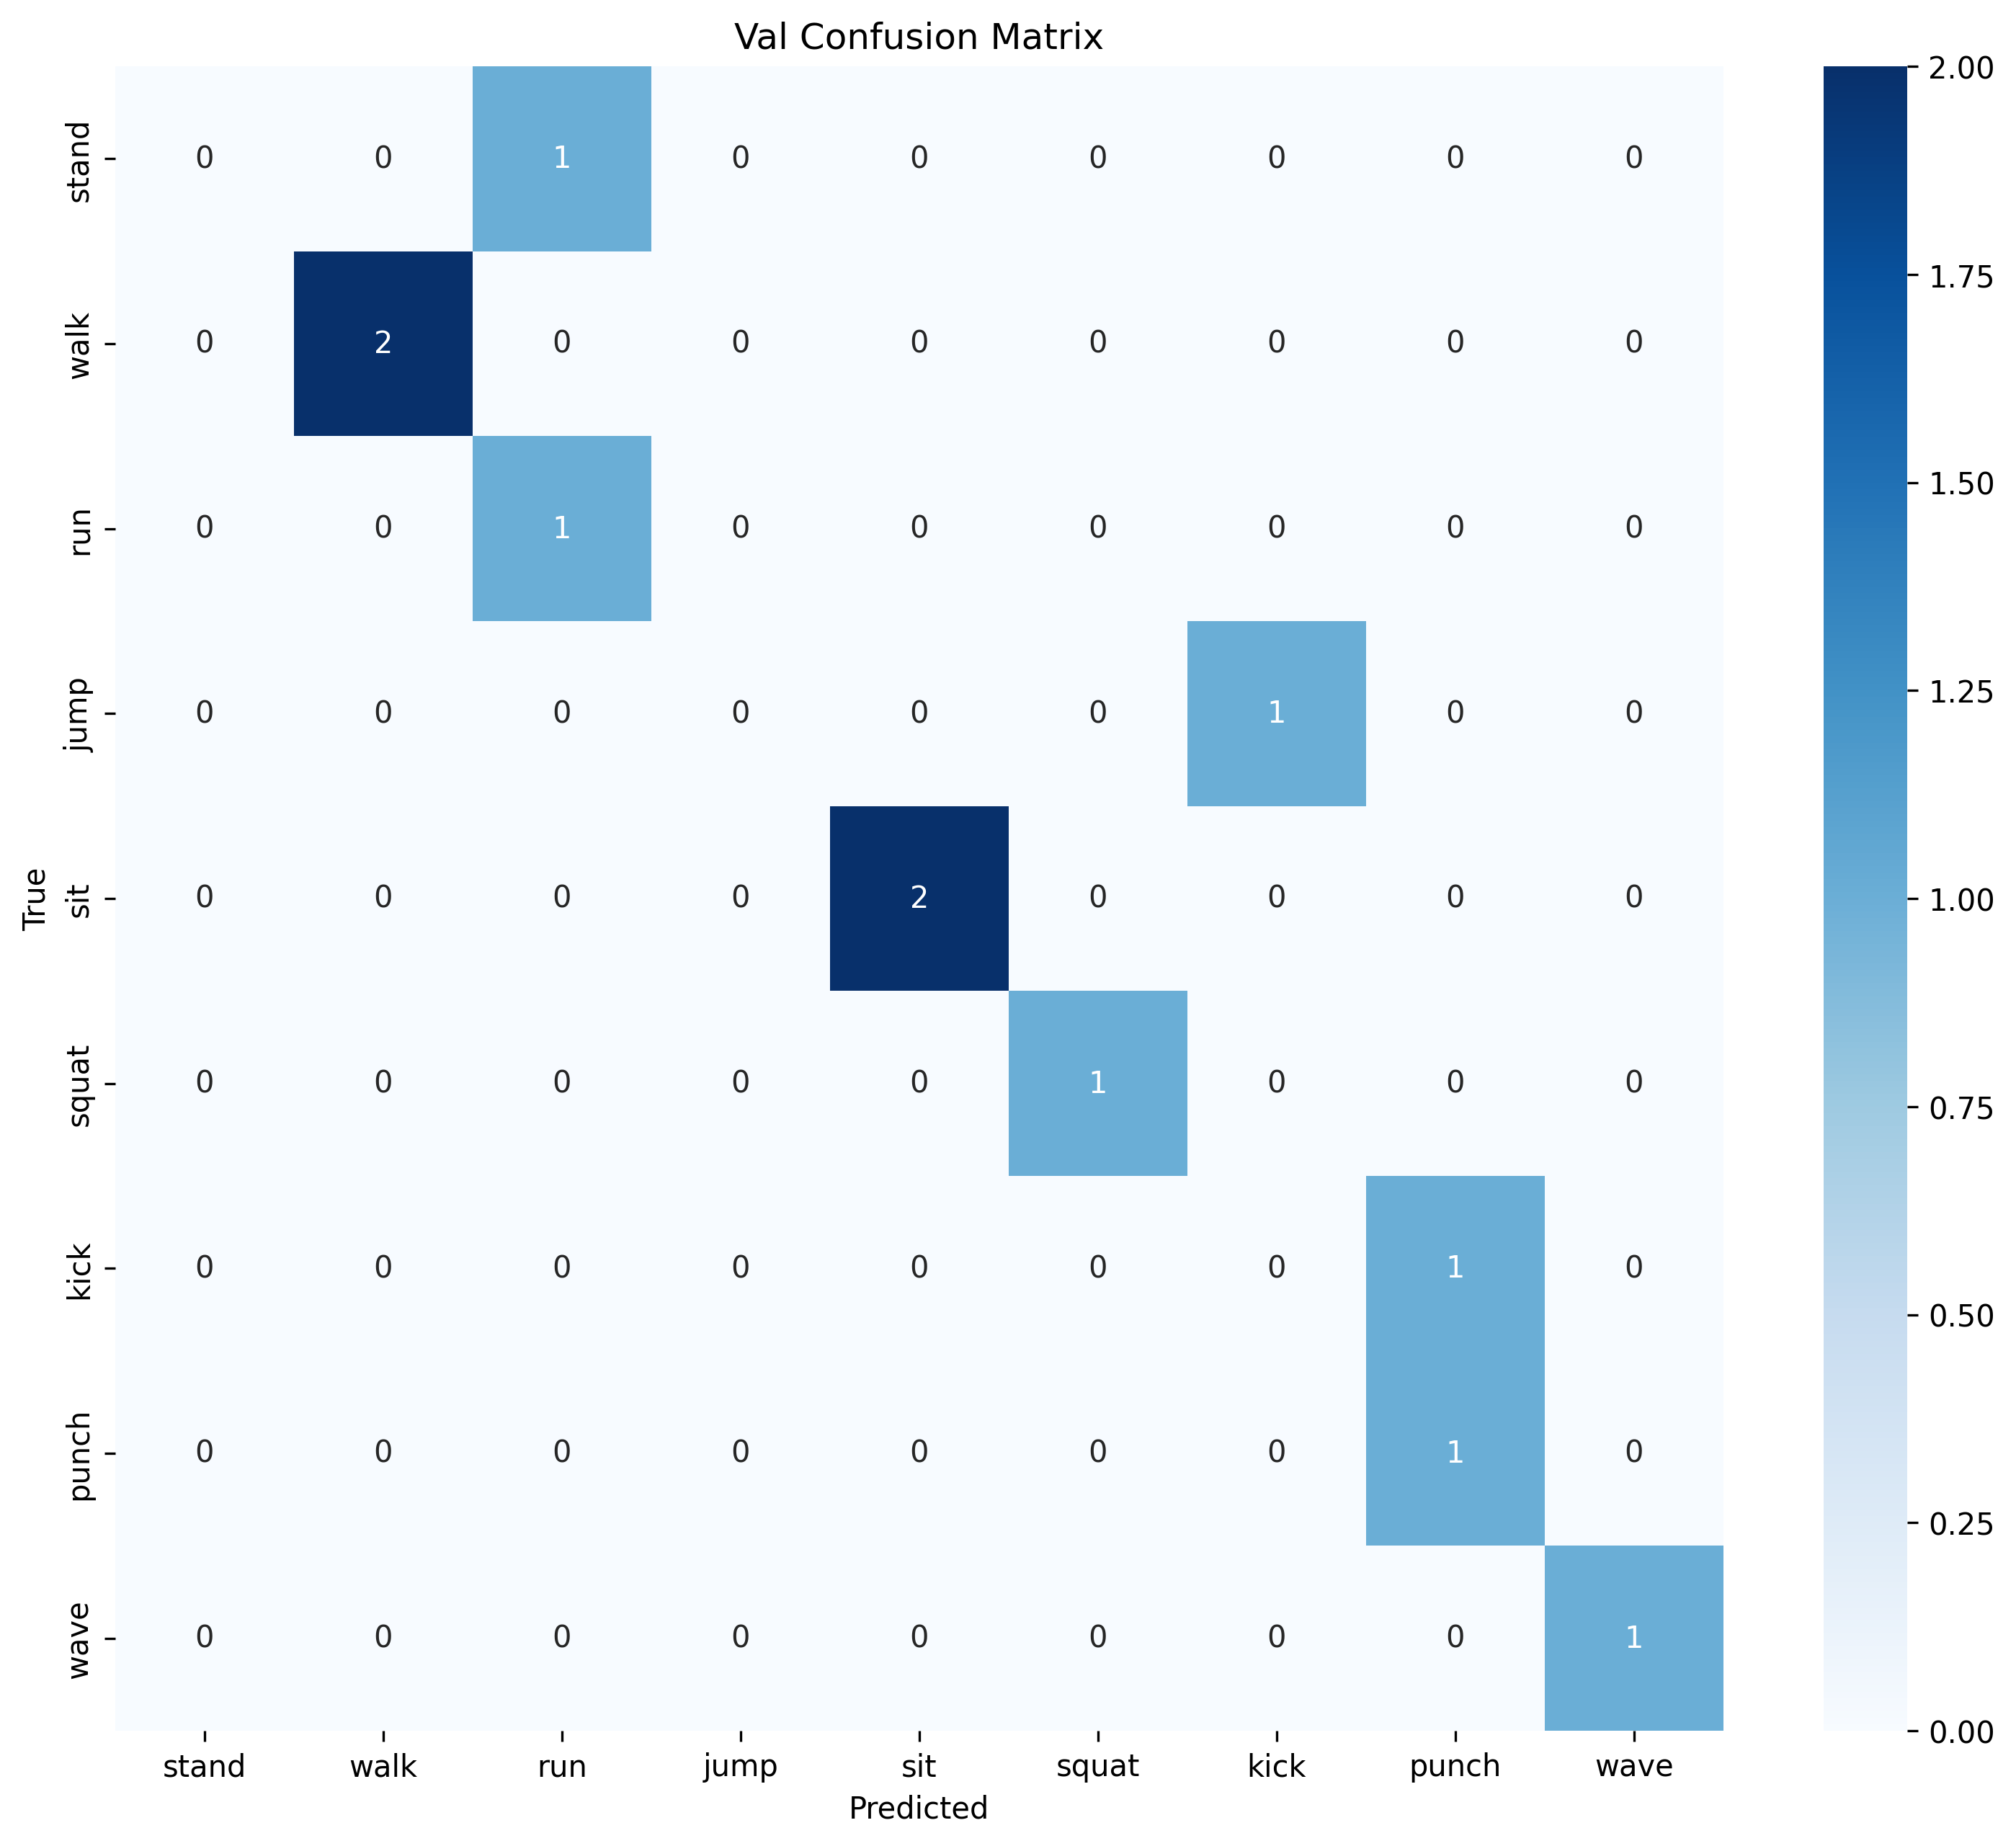 Val Confusion Matrix
stand 0 0 1 0 0 0 0 0 0
walk 0 2 0 0 0 0 0 0 0
run 0 0 1 0 0 0 0 0 0
jump 0 0 0 0 0 0 1 0 0
sit 0 0 0 0 2 0 0 0 0
squat 0 0 0 0 0 1 0 0 0
kick 0 0 0 0 0 0 0 1 0
punch 0 0 0 0 0 0 0 1 0
wave 0 0 0 0 0 0 0 0 1
True
stand walk run jump sit squat kick punch wave
Predicted
2.00
1.75
1.50
1.25
1.00
0.75
0.50
0.25
0.00